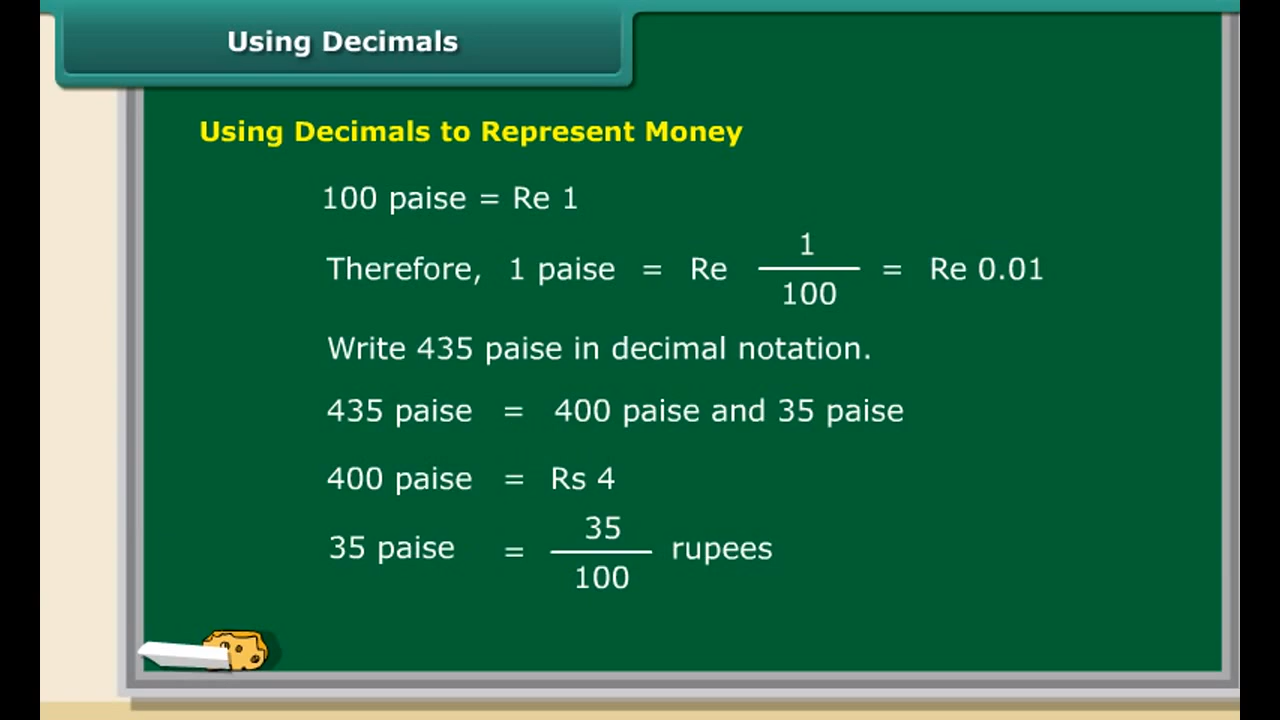 Using Decimals
Using Decimals to Represent Money
100 paise = Re 1
Therefore, 1 paise = Re 1/100 = Re 0.01
Write 435 paise in decimal notation.
435 paise = 400 paise and 35 paise
400 paise = Rs 4
35 paise = 35/100 rupees